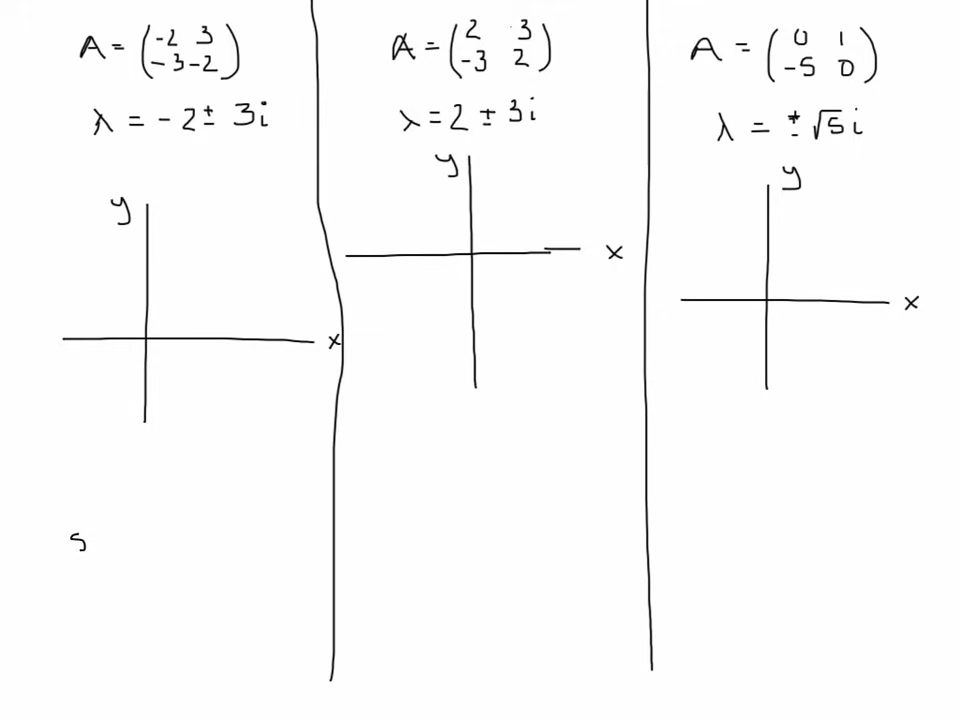 A = (-2 3
-3 -2)
λ = -2 ± 3i
y
x
s
A = (2 3
-3 2)
λ = 2 ± 3i
y
x
A = (0 1
-5 0)
λ = ± √5 i
y
x